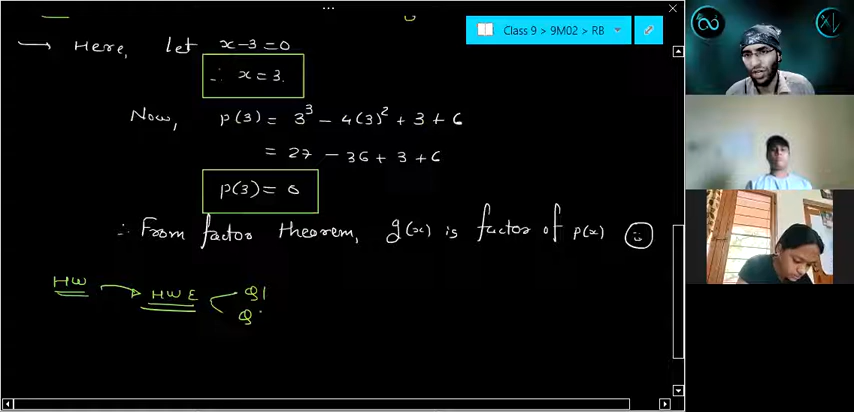 Class 9 > 9M02 > RB
→ Here, let x-3=0
∴ x=3.
Now, p(3) = 3³ - 4(3)² + 3 + 6
= 27 - 36 + 3 + 6
p(3) = 0
∴ From factor theorem, g(x) is factor of p(x)
HW → HWE < Q1
Q